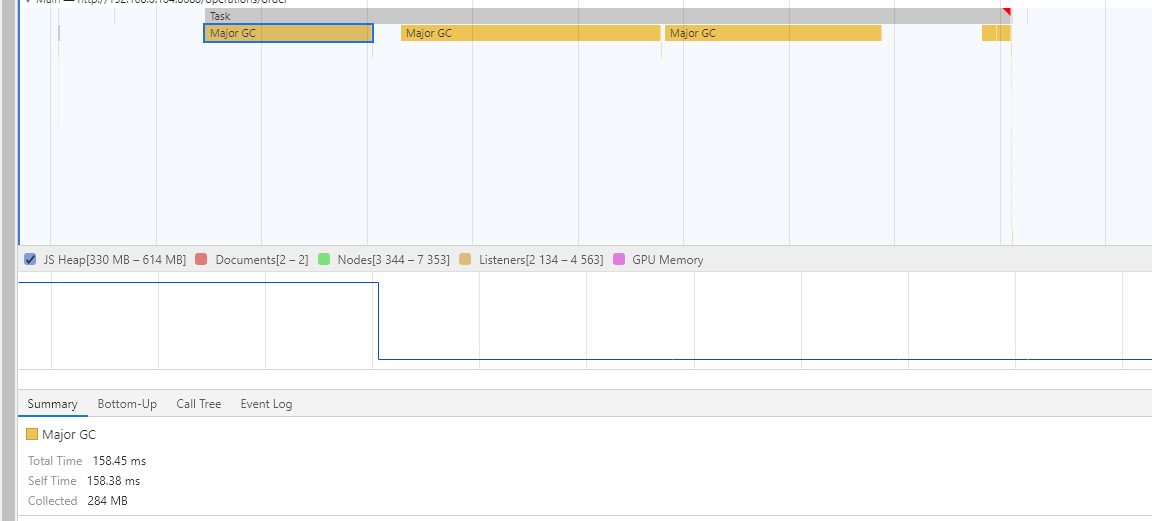 Main — http://192.168.6.104:8080/operations/order
Task
Major GC Major GC Major GC
JS Heap[330 MB – 614 MB] Documents[2 – 2] Nodes[3 344 – 7 353] Listeners[2 134 – 4 563] GPU Memory
Summary Bottom-Up Call Tree Event Log
Major GC
Total Time 158.45 ms
Self Time 158.38 ms
Collected 284 MB